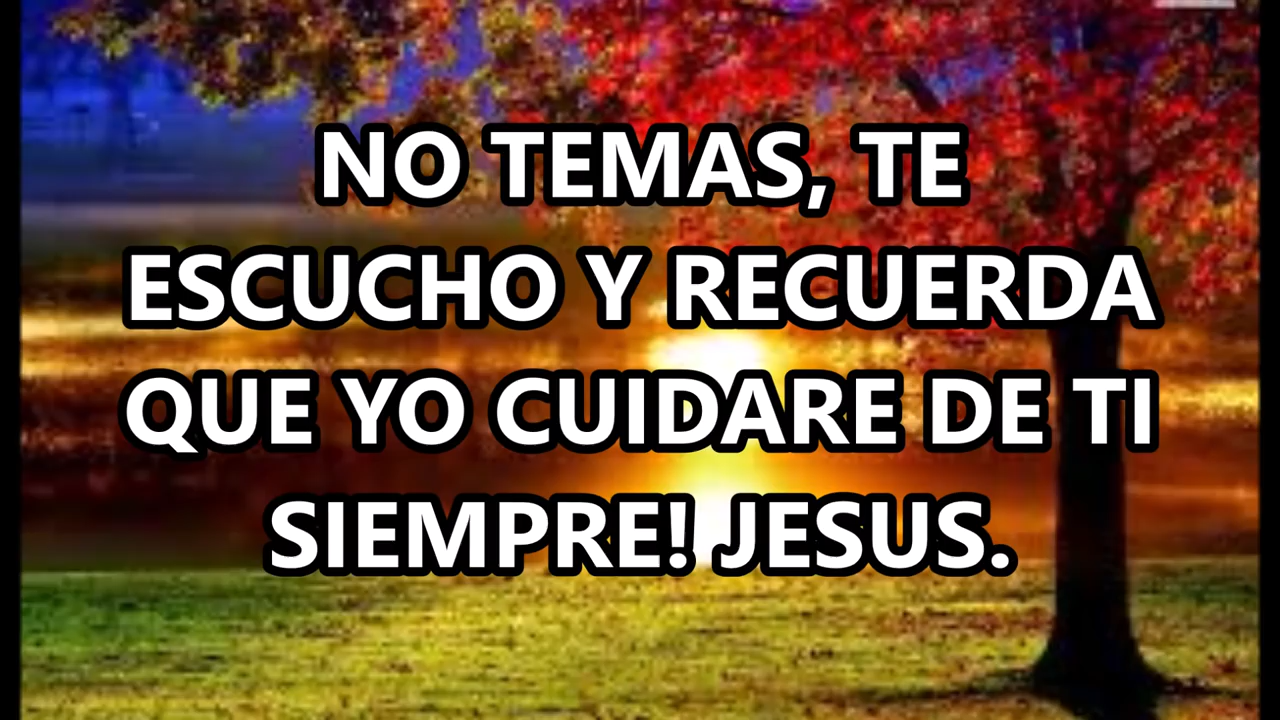 NO TEMAS, TE
ESCUCHO Y RECUERDA
QUE YO CUIDARE DE TI
SIEMPRE! JESUS.